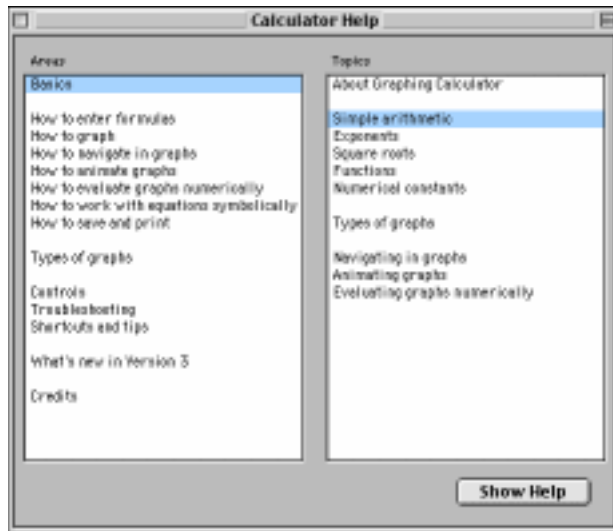 Calculator Help
Areas
Basics
How to enter formulas
How to graph
How to navigate in graphs
How to animate graphs
How to evaluate graphs numerically
How to work with equations symbolically
How to save and print
Types of graphs
Controls
Troubleshooting
Shortcuts and tips
What's new in Version 3
Credits
Topics
About Graphing Calculator
Simple arithmetic
Exponents
Square roots
Functions
Numerical constants
Types of graphs
Navigating in graphs
Animating graphs
Evaluating graphs numerically
Show Help